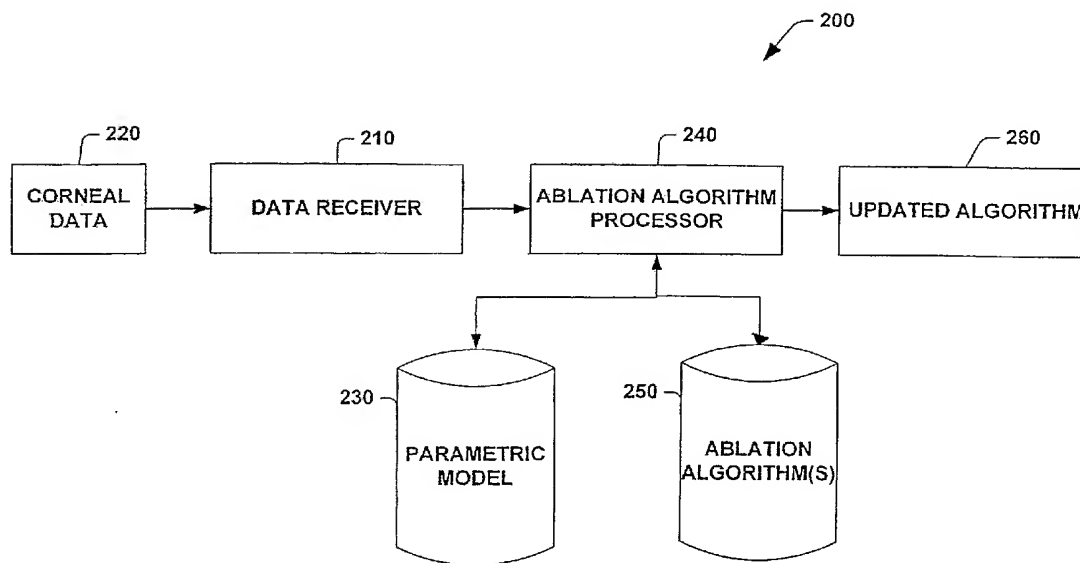 200
220
210
240
260
CORNEAL
DATA
DATA RECEIVER
ABLATION ALGORITHM
PROCESSOR
UPDATED ALGORITHM
230
PARAMETRIC
MODEL
250
ABLATION
ALGORITHM(S)